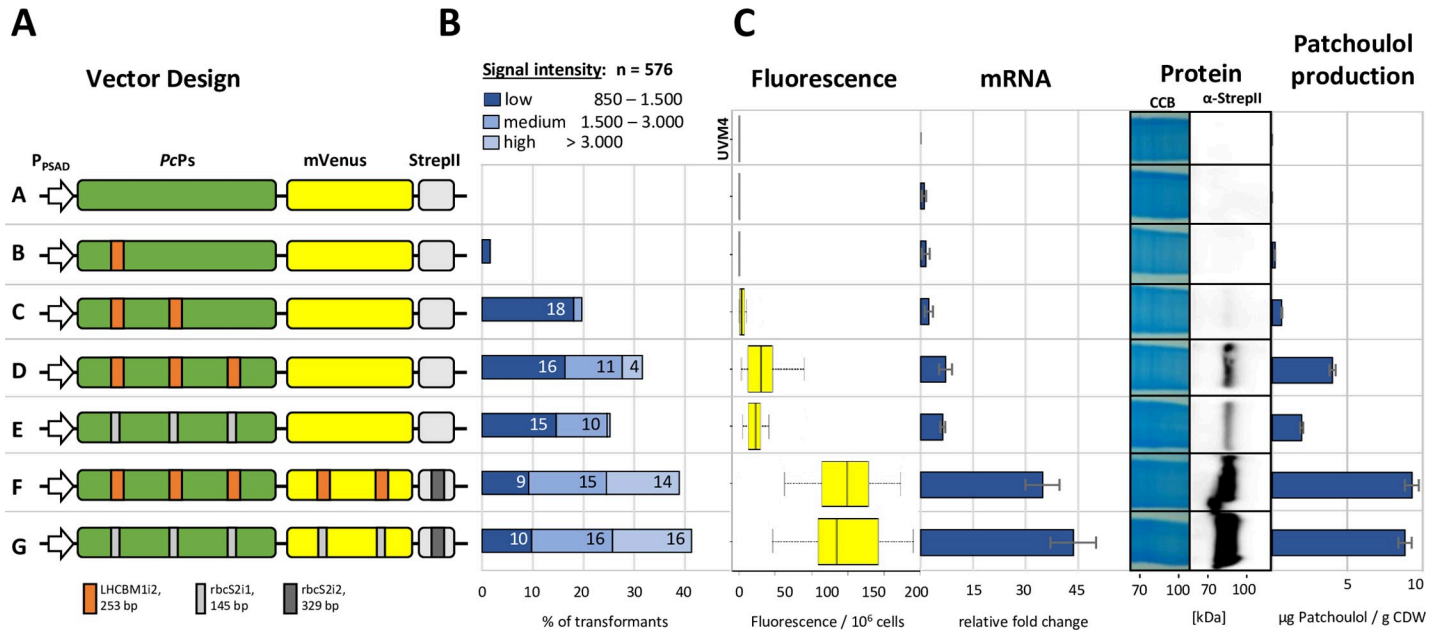 A
B
C
Vector Design
Signal intensity: n = 576
low 850 – 1.500
medium 1.500 – 3.000
high > 3.000
Fluorescence
mRNA
Protein
CCB
α-StrepII
Patchoulol
production
UVM4
PPSAD
PcPs
mVenus
StrepII
A
B
C
18
D
16 11 4
E
15 10
F
9 15 14
G
10 16 16
LHCBM1i2,
253 bp
rbcS2i1,
145 bp
rbcS2i2,
329 bp
0 10 20 30 40
% of transformants
0 50 100 150 200
Fluorescence / 10⁶ cells
15 30 45
relative fold change
70 100 70 100
[kDa]
5 10
µg Patchoulol / g CDW